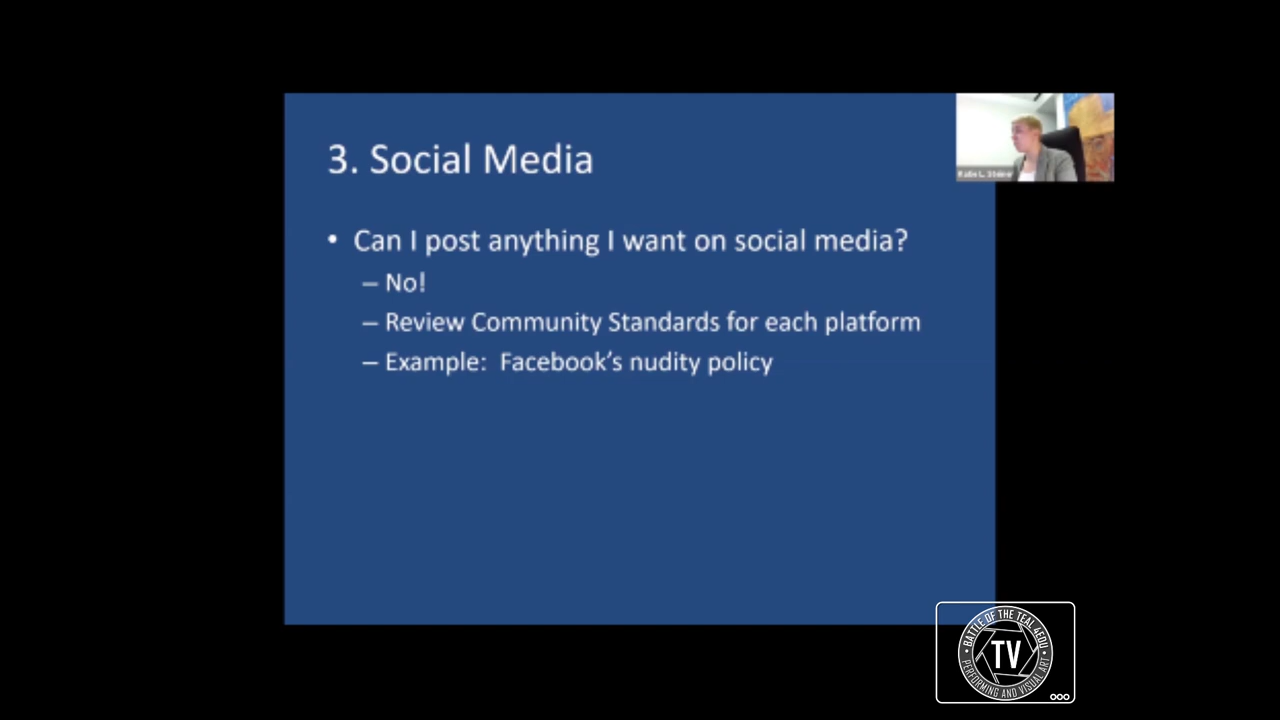 3. Social Media
• Can I post anything I want on social media?
– No!
– Review Community Standards for each platform
– Example: Facebook's nudity policy
BATTLE OF THE TEAL 4EDU
TV
PERFORMING AND VISUAL ART